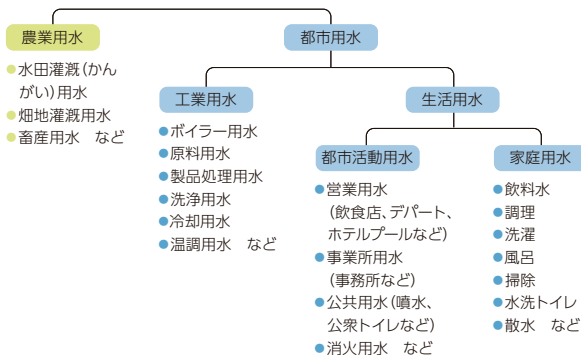 農業用水
都市用水
水田灌漑(かん
がい)用水
畑地灌漑用水
畜産用水 など
工業用水
生活用水
ボイラー用水
原料用水
製品処理用水
洗浄用水
冷却用水
温調用水 など
都市活動用水
家庭用水
営業用水
(飲食店、デパート、
ホテルプールなど)
事業所用水
(事務所など)
公共用水(噴水、
公衆トイレなど)
消火用水 など
飲料水
調理
洗濯
風呂
掃除
水洗トイレ
散水 など